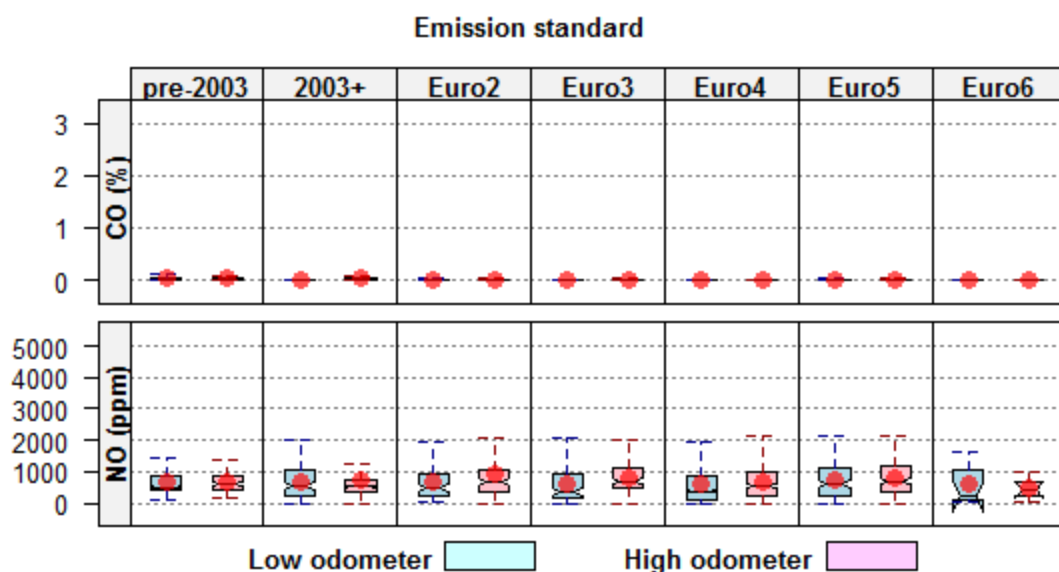 Emission standard
pre-2003 2003+ Euro2 Euro3 Euro4 Euro5 Euro6
CO (%)
3
2
1
0
NO (ppm)
5000
4000
3000
2000
1000
0
Low odometer High odometer